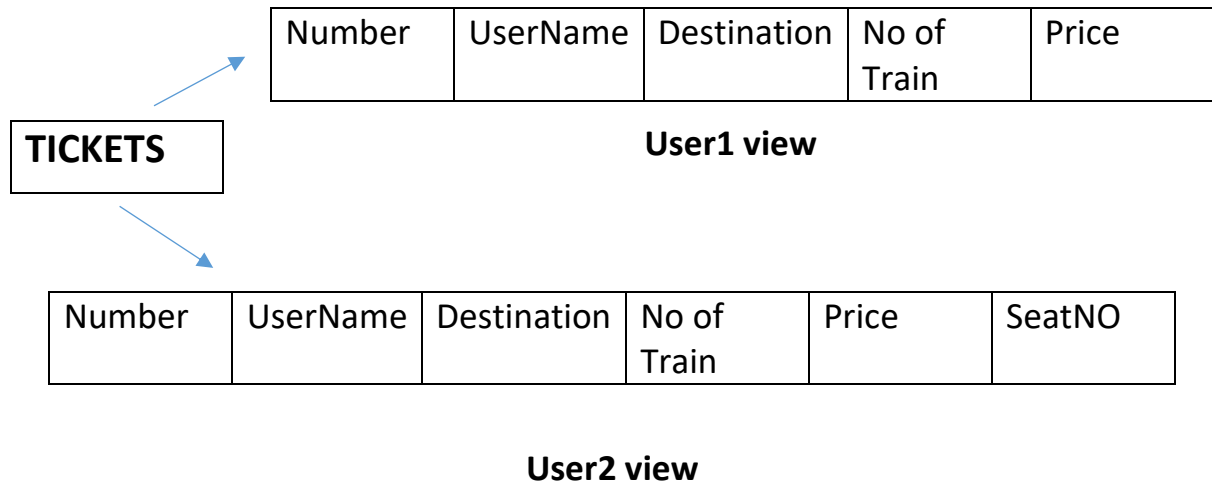 Number UserName Destination No of Train Price
TICKETS
User1 view
Number UserName Destination No of Train Price SeatNO
User2 view